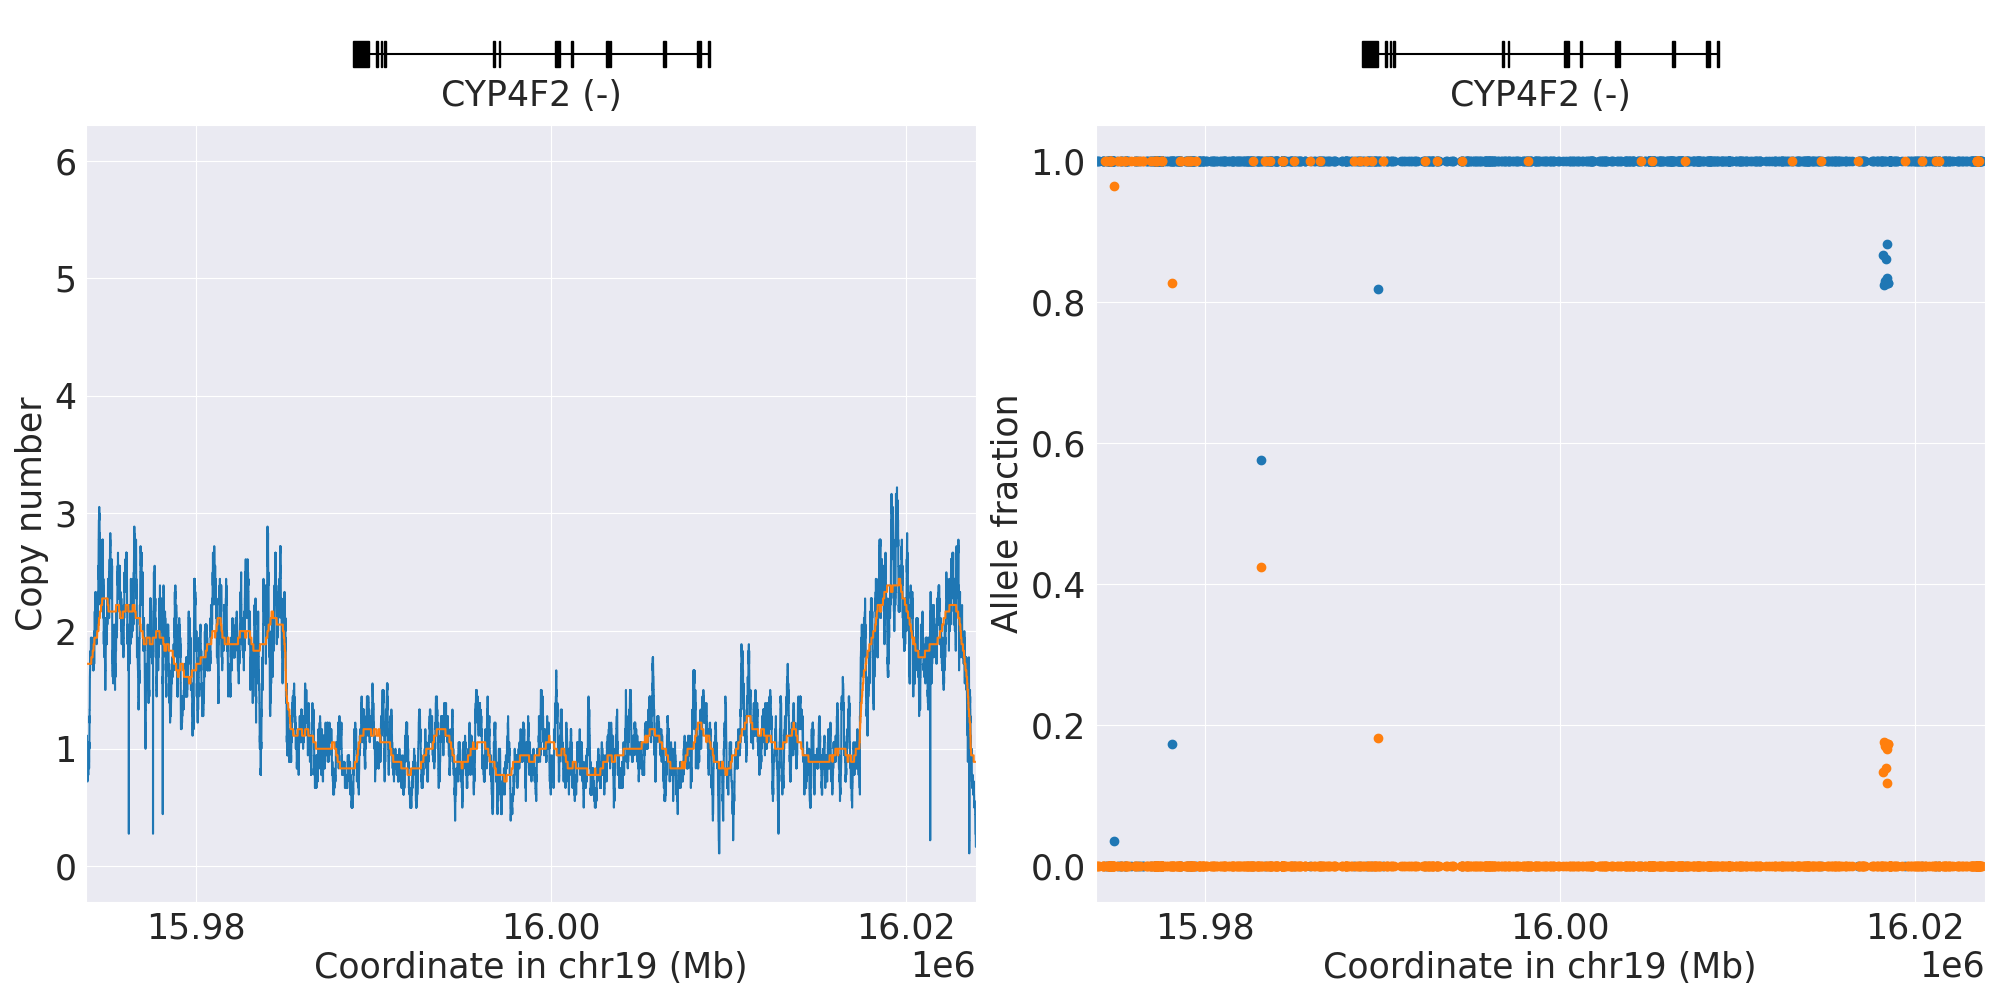 CYP4F2 (-)
6
5
4
3
2
1
0
Copy number
15.98
16.00
16.02
Coordinate in chr19 (Mb)
1e6
CYP4F2 (-)
1.0
0.8
0.6
0.4
0.2
0.0
Allele fraction
15.98
16.00
16.02
Coordinate in chr19 (Mb)
1e6